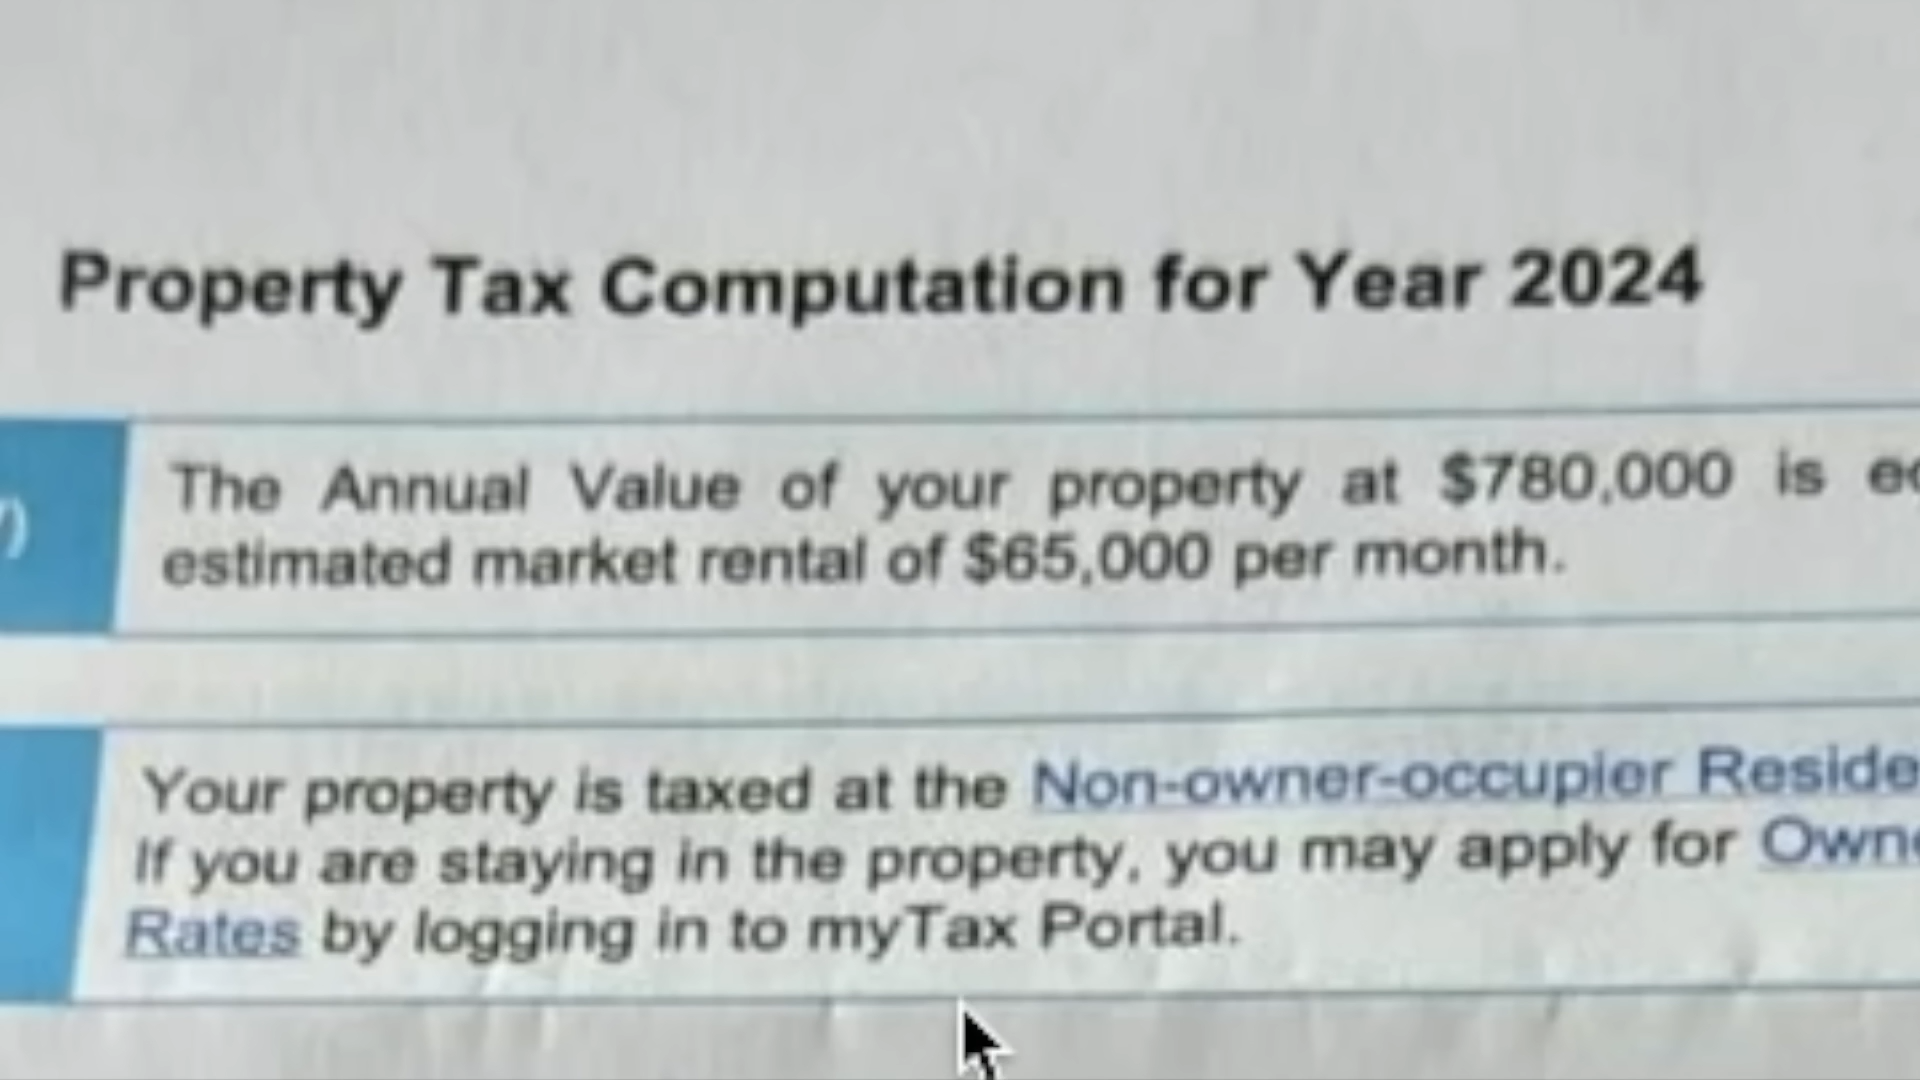 Property Tax Computation for Year 2024
The Annual Value of your property at $780,000 is
estimated market rental of $65,000 per month.
Your property is taxed at the Non-owner-occupier
If you are staying in the property, you may apply for
Rates by logging in to myTax Portal.